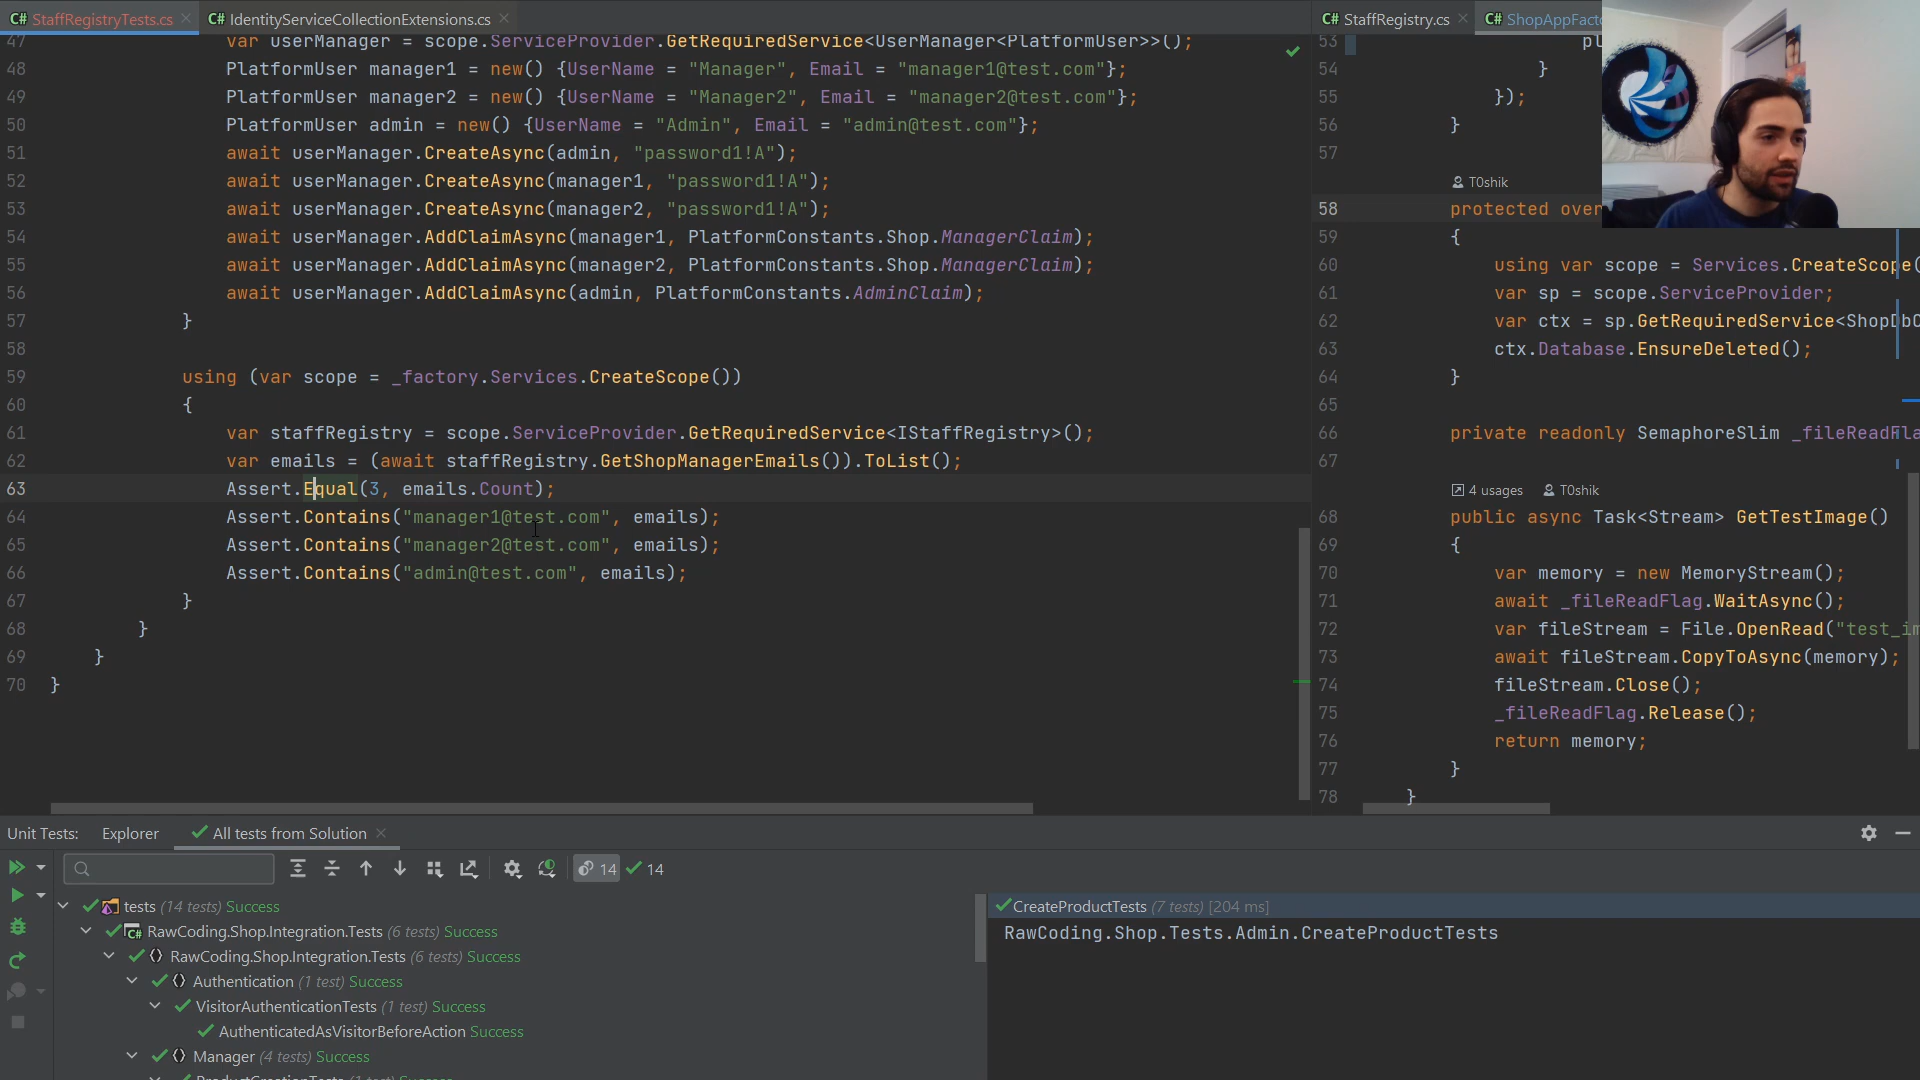 C# StaffRegistryTests.cs
C# IdentityServiceCollectionExtensions.cs
47 var userManager = scope.ServiceProvider.GetRequiredService<UserManager<PlatformUser>>();
48 PlatformUser manager1 = new() {UserName = "Manager", Email = "manager1@test.com"};
49 PlatformUser manager2 = new() {UserName = "Manager2", Email = "manager2@test.com"};
50 PlatformUser admin = new() {UserName = "Admin", Email = "admin@test.com"};
51 await userManager.CreateAsync(admin, "password1!A");
52 await userManager.CreateAsync(manager1, "password1!A");
53 await userManager.CreateAsync(manager2, "password1!A");
54 await userManager.AddClaimAsync(manager1, PlatformConstants.Shop.ManagerClaim);
55 await userManager.AddClaimAsync(manager2, PlatformConstants.Shop.ManagerClaim);
56 await userManager.AddClaimAsync(admin, PlatformConstants.AdminClaim);
57 }
58
59 using (var scope = _factory.Services.CreateScope())
60 {
61 var staffRegistry = scope.ServiceProvider.GetRequiredService<IStaffRegistry>();
62 var emails = (await staffRegistry.GetShopManagerEmails()).ToList();
63 Assert.Equal(3, emails.Count);
64 Assert.Contains("manager1@test.com", emails);
65 Assert.Contains("manager2@test.com", emails);
66 Assert.Contains("admin@test.com", emails);
67 }
68 }
69 }
70 }
C# StaffRegistry.cs
C# ShopAppFacto
53 pl
54 }
55 });
56 }
57
T0shik
58 protected over
59 {
60 using var scope = Services.CreateScope(
61 var sp = scope.ServiceProvider;
62 var ctx = sp.GetRequiredService<ShopDbC
63 ctx.Database.EnsureDeleted();
64 }
65
66 private readonly SemaphoreSlim _fileReadFla
67
4 usages T0shik
68 public async Task<Stream> GetTestImage()
69 {
70 var memory = new MemoryStream();
71 await _fileReadFlag.WaitAsync();
72 var fileStream = File.OpenRead("test_im
73 await fileStream.CopyToAsync(memory);
74 fileStream.Close();
75 _fileReadFlag.Release();
76 return memory;
77 }
78 }
Unit Tests: Explorer All tests from Solution
14 14
tests (14 tests) Success
C# RawCoding.Shop.Integration.Tests (6 tests) Success
RawCoding.Shop.Integration.Tests (6 tests) Success
Authentication (1 test) Success
VisitorAuthenticationTests (1 test) Success
AuthenticatedAsVisitorBeforeAction Success
Manager (4 tests) Success
ProductCreationTests (1 test) Success
CreateProductTests (7 tests) [204 ms]
RawCoding.Shop.Tests.Admin.CreateProductTests